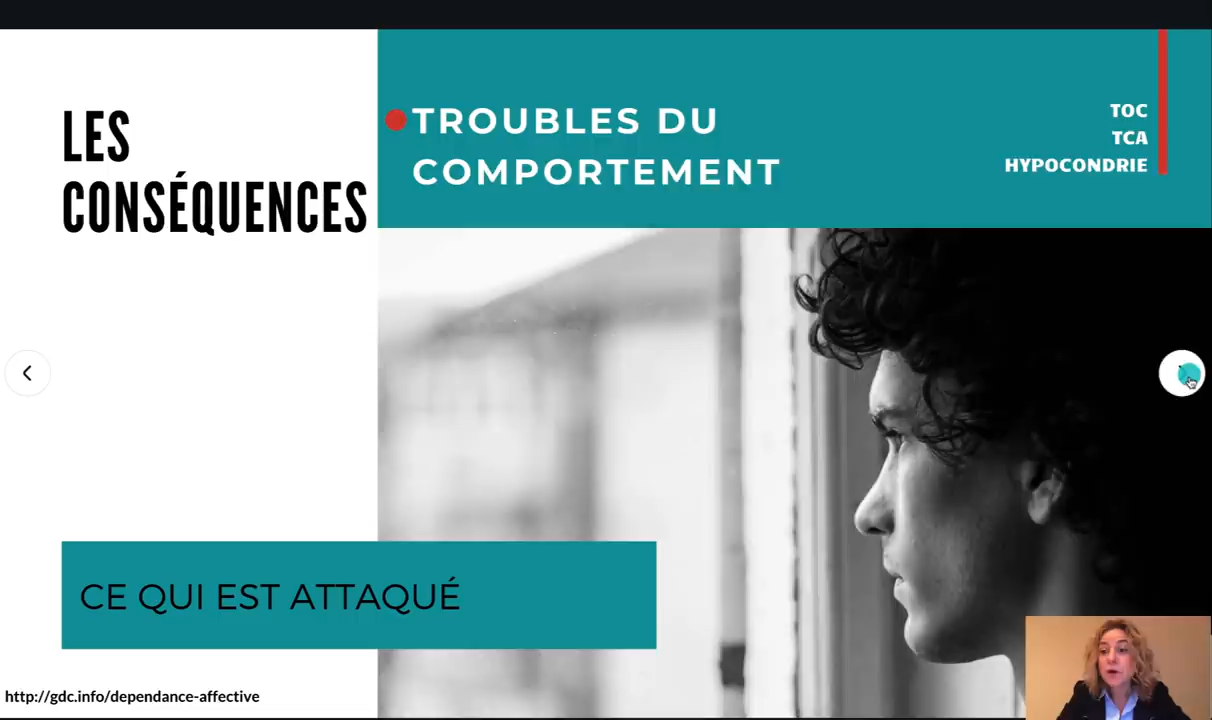 LES
CONSÉQUENCES
TROUBLES DU
COMPORTEMENT
TOC
TCA
HYPOCONDRIE
CE QUI EST ATTAQUÉ
http://gdc.info/dependance-affective